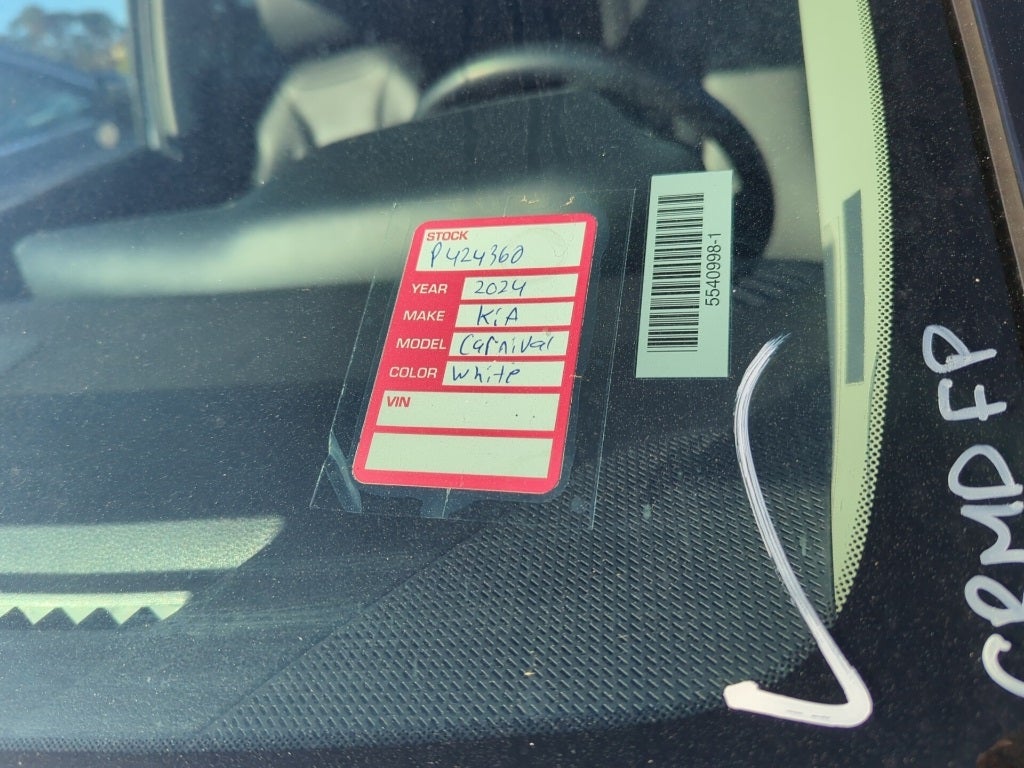 STOCK
P424360
YEAR 2024
MAKE KiA
MODEL Carnival
COLOR white
VIN
5540998-1
CRMD FP